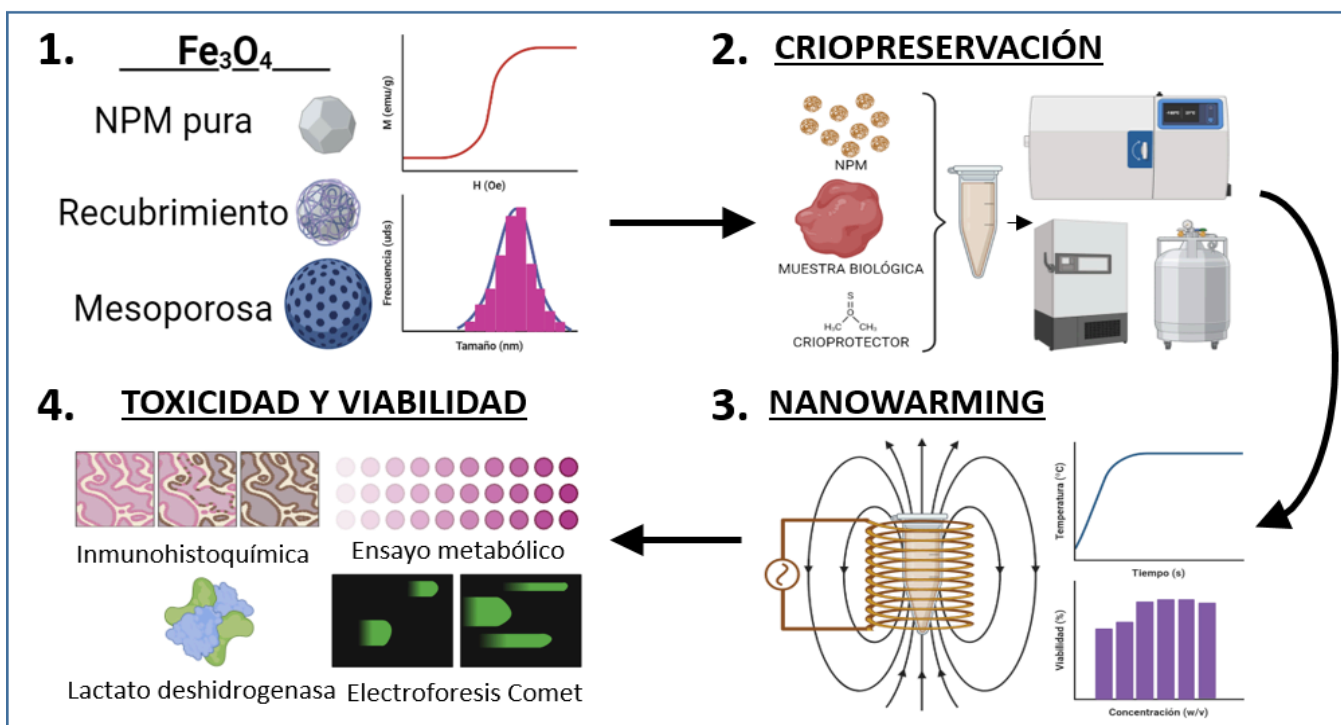 1. Fe₃O₄
NPM pura
Recubrimiento
Mesoporosa
M (emu/g)
H (Oe)
Frecuencia (uds)
Tamaño (nm)
2. CRIOPRESERVACIÓN
NPM
MUESTRA BIOLÓGICA
S
O
H₃C CH₃
CRIOPROTECTOR
3. NANOWARMING
Temperatura (°C)
Tiempo (s)
Viabilidad (%)
Concentración (w/v)
4. TOXICIDAD Y VIABILIDAD
Inmunohistoquímica
Ensayo metabólico
Lactato deshidrogenasa
Electroforesis Comet